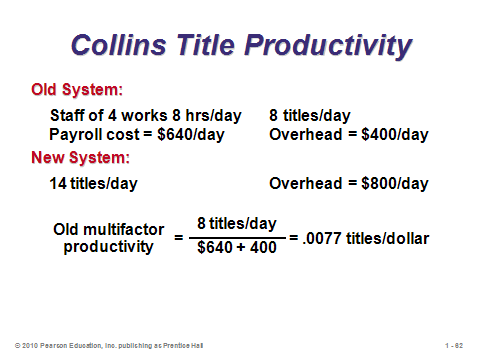 Collins Title Productivity
Old System:
Staff of 4 works 8 hrs/day 8 titles/day
Payroll cost = $640/day Overhead = $400/day
New System:
14 titles/day Overhead = $800/day
Old multifactor productivity = 8 titles/day
$640 + 400 = .0077 titles/dollar
© 2010 Pearson Education, Inc. publishing as Prentice Hall 1 - 62